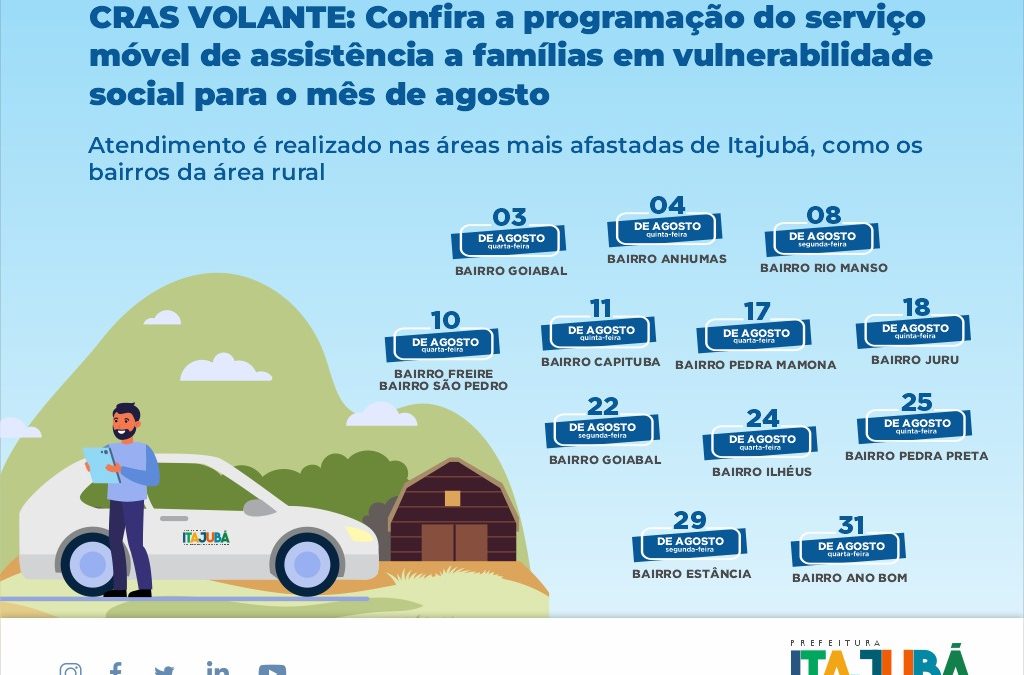 CRAS VOLANTE: Confira a programação do serviço
móvel de assistência a famílias em vulnerabilidade
social para o mês de agosto
Atendimento é realizado nas áreas mais afastadas de Itajubá, como os
bairros da área rural
03
DE AGOSTO
quarta-feira
BAIRRO GOIABAL
04
DE AGOSTO
quinta-feira
BAIRRO ANHUMAS
08
DE AGOSTO
segunda-feira
BAIRRO RIO MANSO
10
DE AGOSTO
quarta-feira
BAIRRO FREIRE
BAIRRO SÃO PEDRO
11
DE AGOSTO
quinta-feira
BAIRRO CAPITUBA
17
DE AGOSTO
quarta-feira
BAIRRO PEDRA MAMONA
18
DE AGOSTO
quinta-feira
BAIRRO JURU
22
DE AGOSTO
segunda-feira
BAIRRO GOIABAL
24
DE AGOSTO
quarta-feira
BAIRRO ILHÉUS
25
DE AGOSTO
quinta-feira
BAIRRO PEDRA PRETA
29
DE AGOSTO
segunda-feira
BAIRRO ESTÂNCIA
31
DE AGOSTO
quarta-feira
BAIRRO ANO BOM
ITAJUBÁ
PREFEITURA
ITAJUBÁ